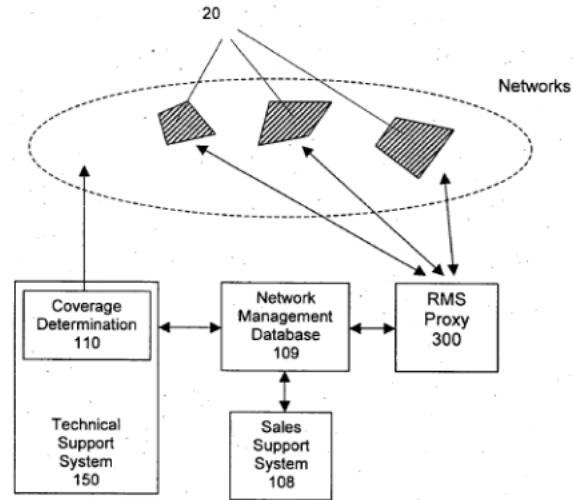 20
Networks
Coverage
Determination
110
Technical
Support
System
150
Network
Management
Database
109
RMS
Proxy
300
Sales
Support
System
108